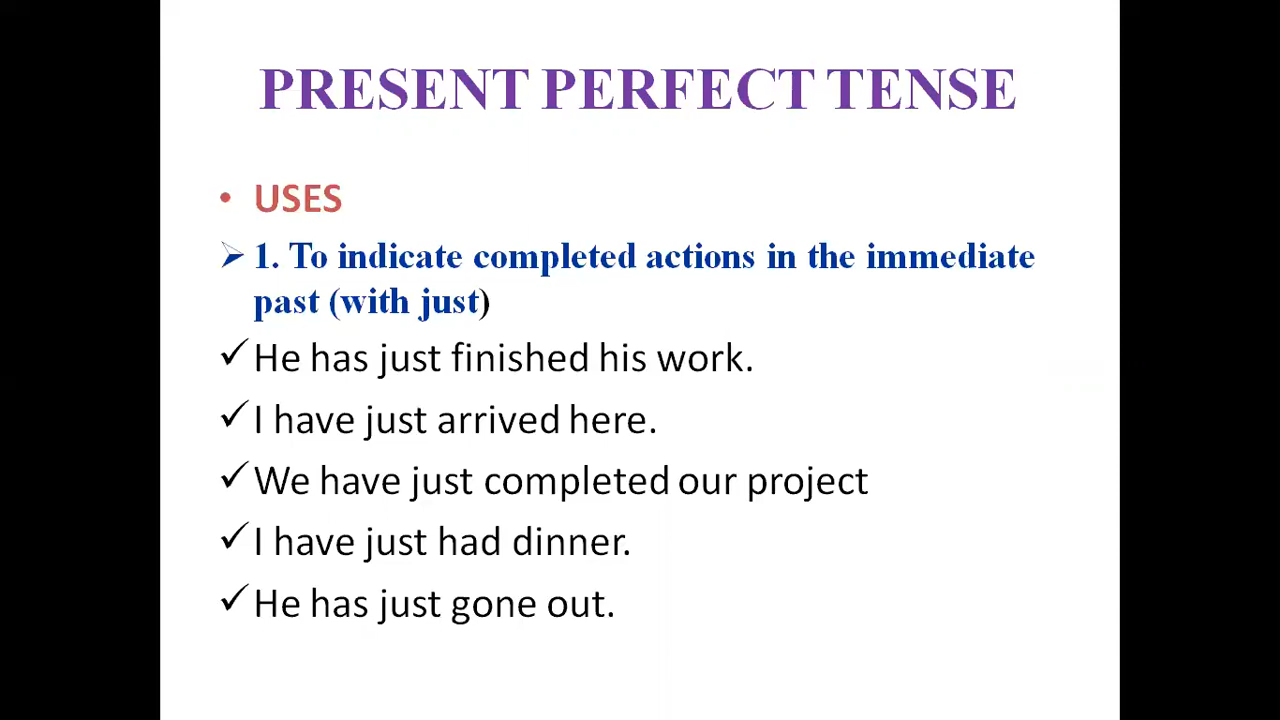 PRESENT PERFECT TENSE
• USES
➢ 1. To indicate completed actions in the immediate
past (with just)
✓ He has just finished his work.
✓ I have just arrived here.
✓ We have just completed our project
✓ I have just had dinner.
✓ He has just gone out.